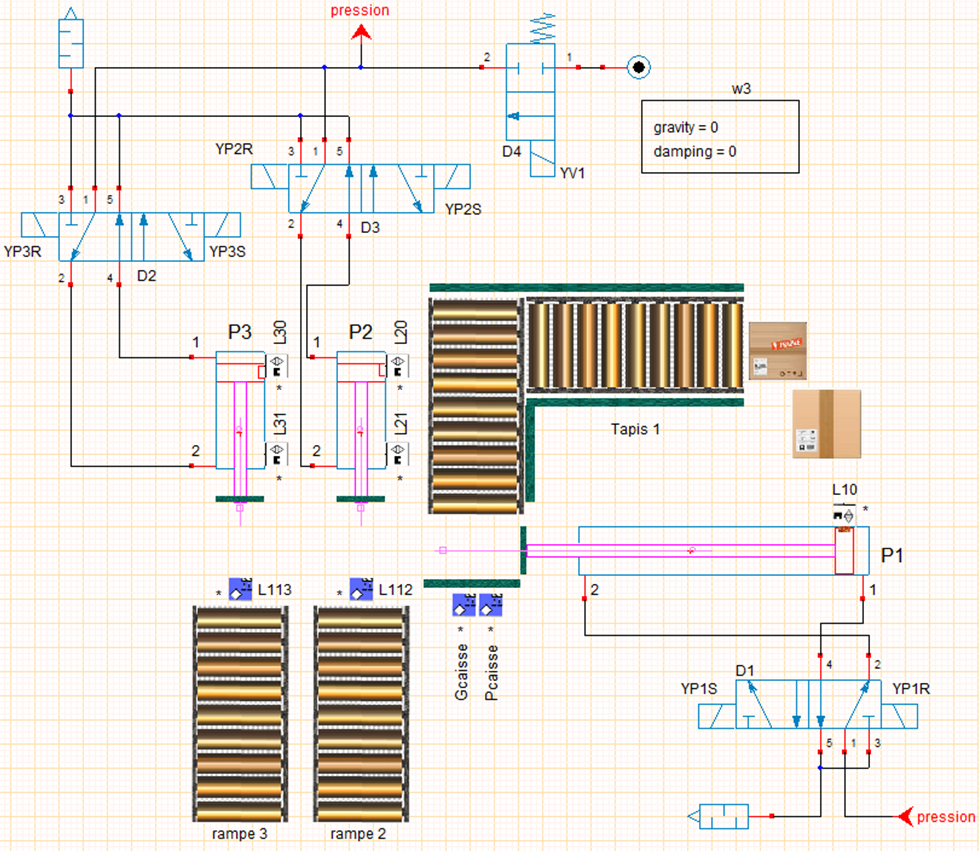 pression
2
1
w3
gravity = 0
damping = 0
D4
YV1
YP2R
3
1
5
YP2S
2
4
D3
3
1
5
YP3R
YP3S
2
4
D2
P3
L30
P2
L20
1
1
L31
L21
2
2
*
*
*
*
Tapis 1
L10
*
P1
2
1
* L113
* L112
*
*
Gcaisse
Pcaisse
4
2
D1
YP1S
YP1R
5
1
3
pression
rampe 3
rampe 2